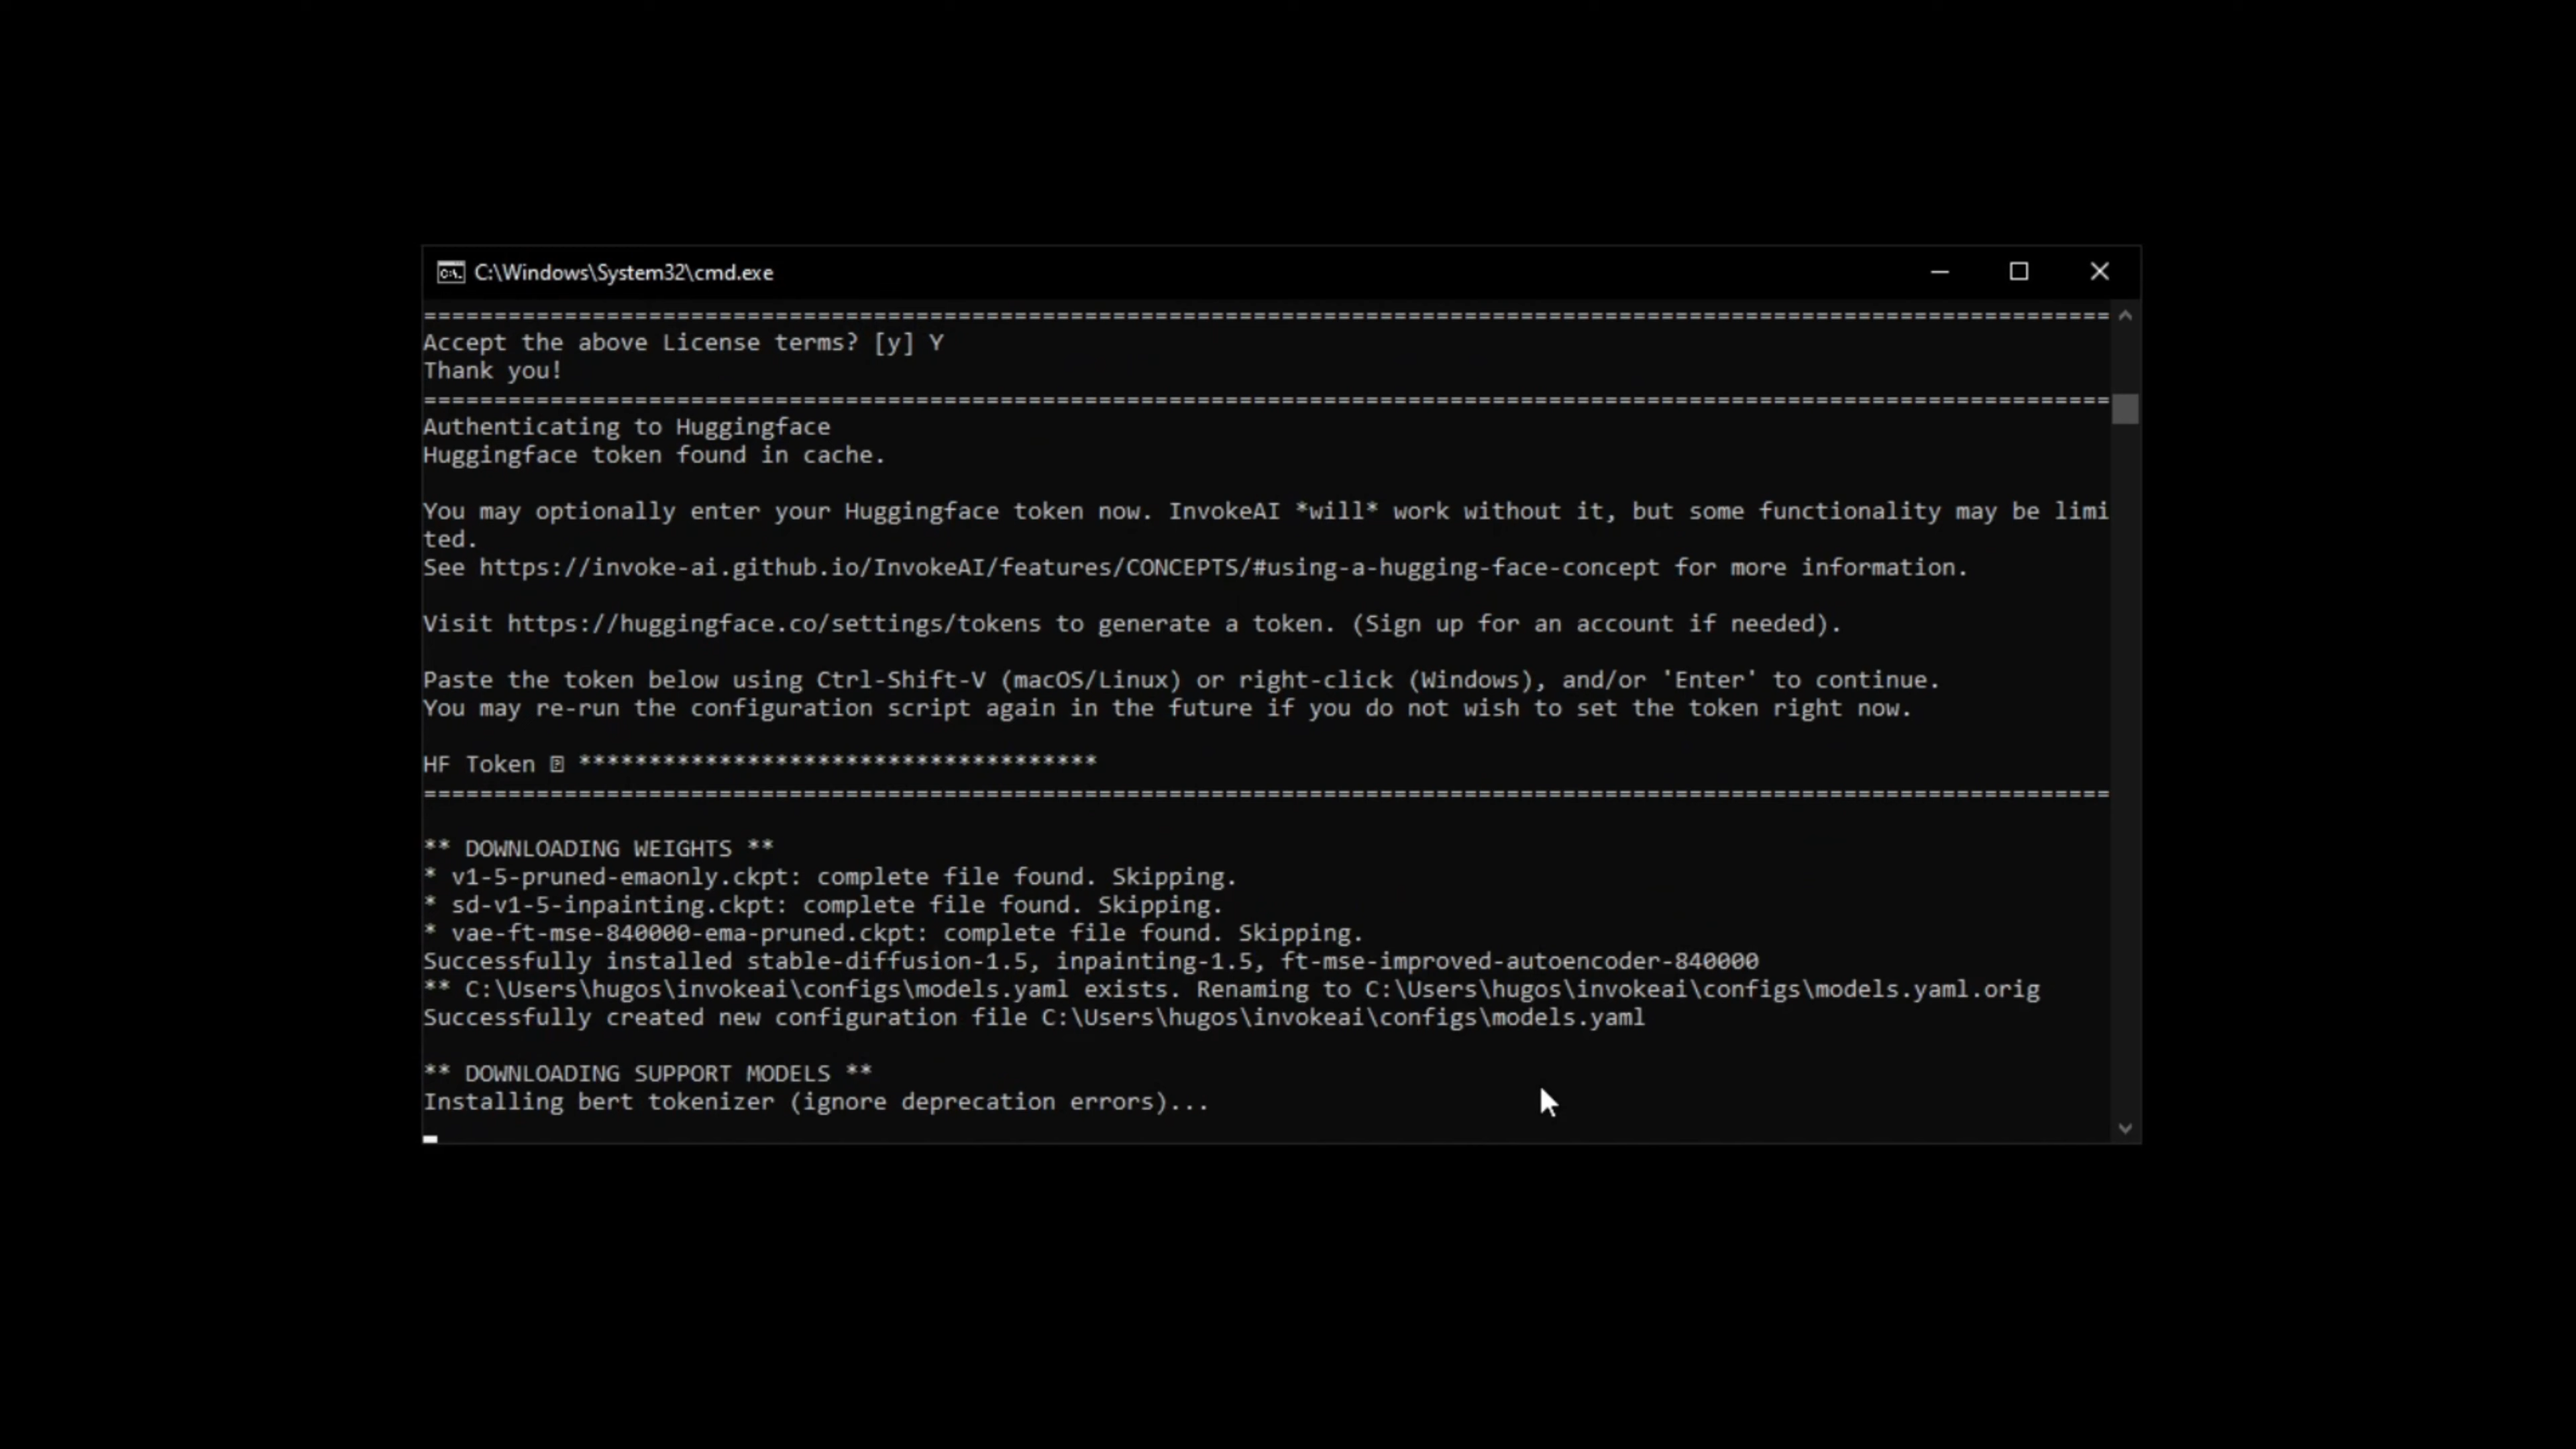 C:\Windows\System32\cmd.exe
========================================================================================================================
Accept the above License terms? [y] Y
Thank you!
========================================================================================================================
Authenticating to Huggingface
Huggingface token found in cache.
You may optionally enter your Huggingface token now. InvokeAI *will* work without it, but some functionality may be limi
ted.
See https://invoke-ai.github.io/InvokeAI/features/CONCEPTS/#using-a-hugging-face-concept for more information.
Visit https://huggingface.co/settings/tokens to generate a token. (Sign up for an account if needed).
Paste the token below using Ctrl-Shift-V (macOS/Linux) or right-click (Windows), and/or 'Enter' to continue.
You may re-run the configuration script again in the future if you do not wish to set the token right now.
HF Token ⍰ *************************************
========================================================================================================================
** DOWNLOADING WEIGHTS **
* v1-5-pruned-emaonly.ckpt: complete file found. Skipping.
* sd-v1-5-inpainting.ckpt: complete file found. Skipping.
* vae-ft-mse-840000-ema-pruned.ckpt: complete file found. Skipping.
Successfully installed stable-diffusion-1.5, inpainting-1.5, ft-mse-improved-autoencoder-840000
** C:\Users\hugos\invokeai\configs\models.yaml exists. Renaming to C:\Users\hugos\invokeai\configs\models.yaml.orig
Successfully created new configuration file C:\Users\hugos\invokeai\configs\models.yaml
** DOWNLOADING SUPPORT MODELS **
Installing bert tokenizer (ignore deprecation errors)...